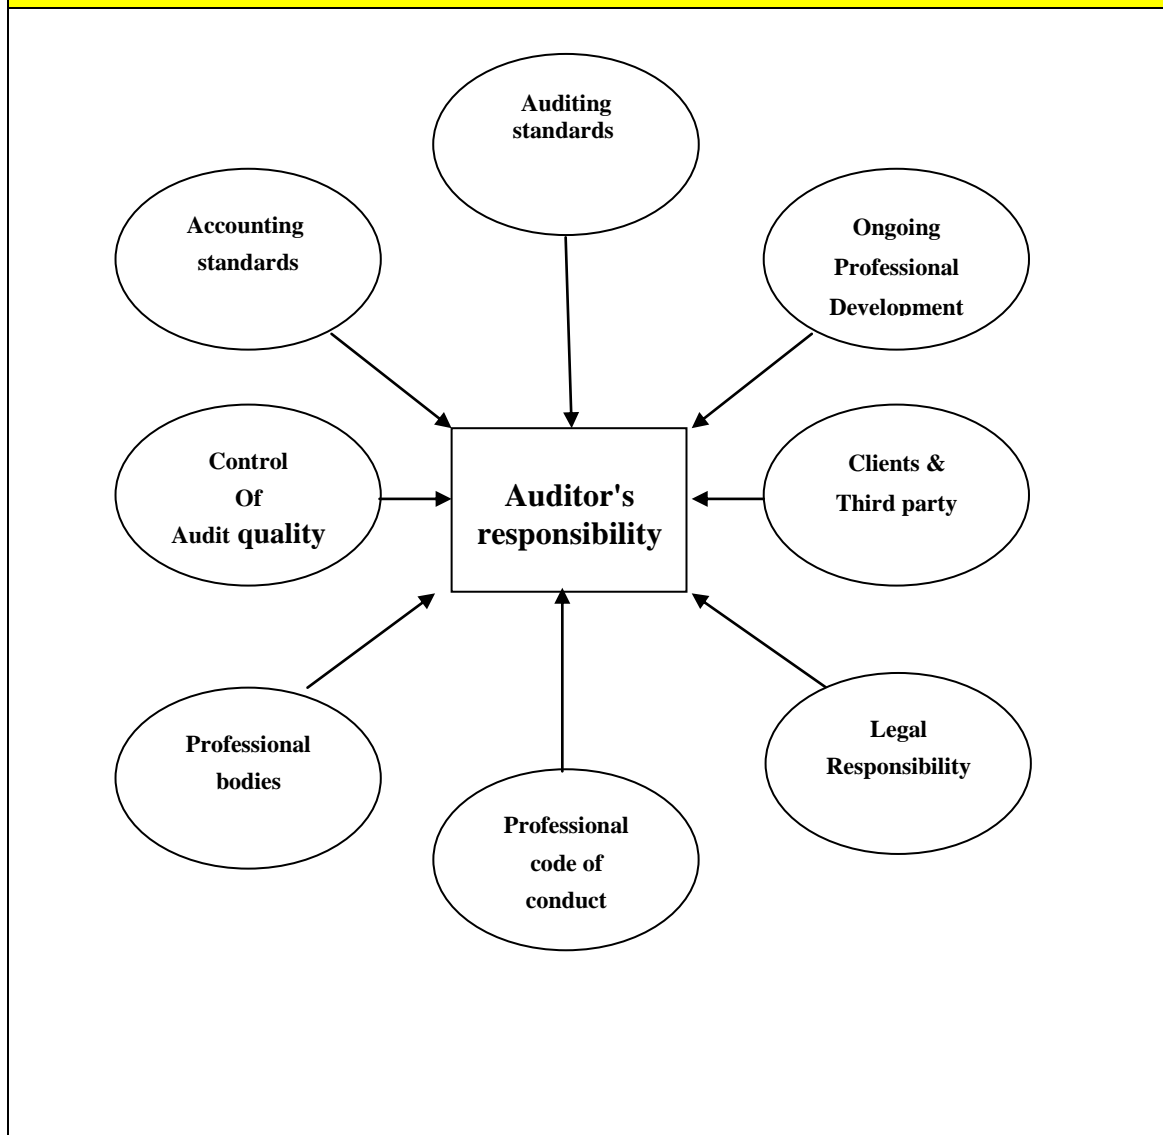 Auditing
standards
Accounting
standards
Ongoing
Professional
Development
Control
Of
Audit quality
Auditor's
responsibility
Clients &
Third party
Professional
bodies
Legal
Responsibility
Professional
code of
conduct